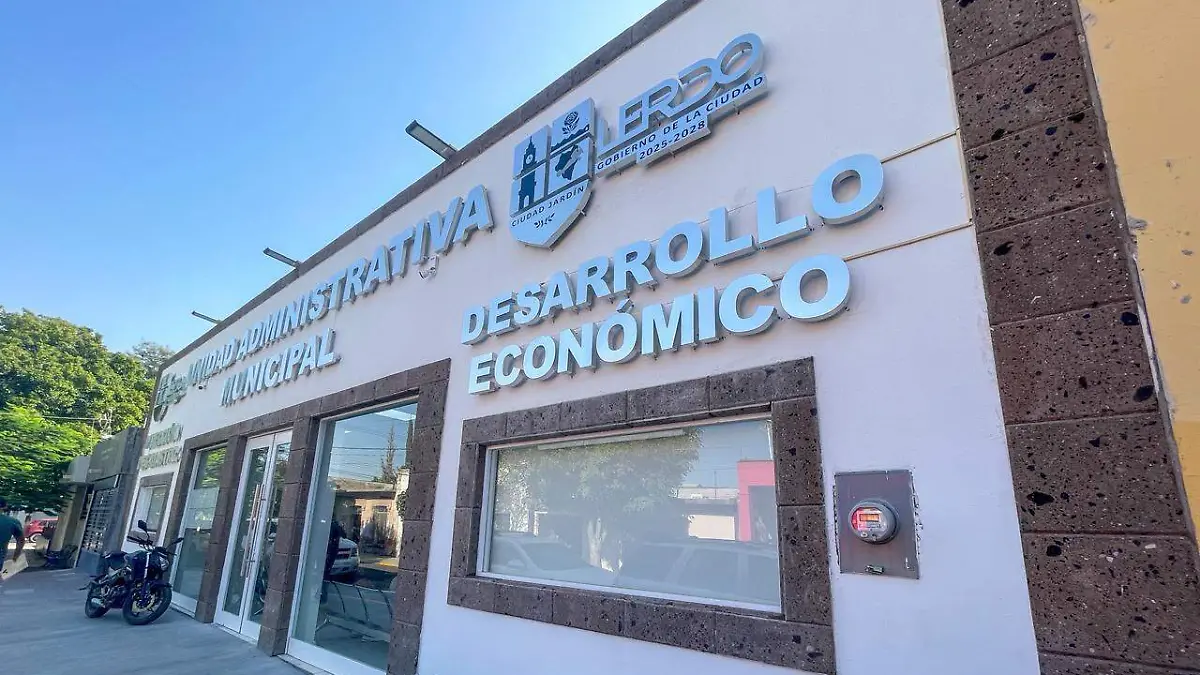 UNIDAD ADMINISTRATIVA
MUNICIPAL
CIUDAD JARDÍN
LERDO
GOBIERNO DE LA CIUDAD
2025-2028
DESARROLLO
ECONÓMICO